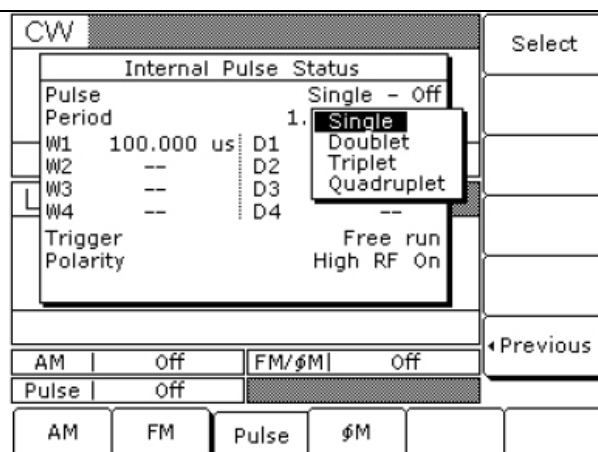 CW
Select
Internal Pulse Status
Pulse Single - Off
Period 1.
Single
Doublet
Triplet
Quadruplet
W1 100.000 us D1
W2 -- D2
W3 -- D3
W4 -- D4 --
L
Trigger Free run
Polarity High RF On
◂Previous
AM | Off FM/ϕM| Off
Pulse | Off
AM FM Pulse ϕM